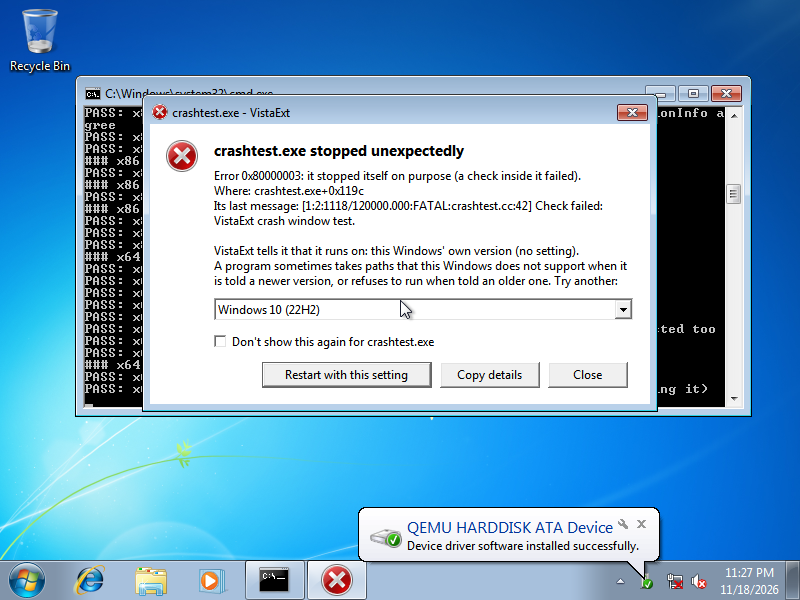 Recycle Bin
C:\Windows\system32\cmd.exe
crashtest.exe - VistaExt
PASS: x
onInfo a
gree
PASS: x
PASS: x
### x86
PASS: x
### x86
PASS: x
### x86
PASS: x
PASS: x
PASS: x
### x64
PASS: x
PASS: x
PASS: x
PASS: x
PASS: x
PASS: x
cted too
PASS: x
PASS: x
### x64
PASS: x
PASS: x
ng it)
crashtest.exe stopped unexpectedly
Error 0x80000003: it stopped itself on purpose (a check inside it failed).
Where: crashtest.exe+0x119c
Its last message: [1:2:1118/120000.000:FATAL:crashtest.cc:42] Check failed:
VistaExt crash window test.
VistaExt tells it that it runs on: this Windows' own version (no setting).
A program sometimes takes paths that this Windows does not support when it
is told a newer version, or refuses to run when told an older one. Try another:
Windows 10 (22H2)
Don't show this again for crashtest.exe
Restart with this setting
Copy details
Close
QEMU HARDDISK ATA Device
Device driver software installed successfully.
11:27 PM
11/18/2026